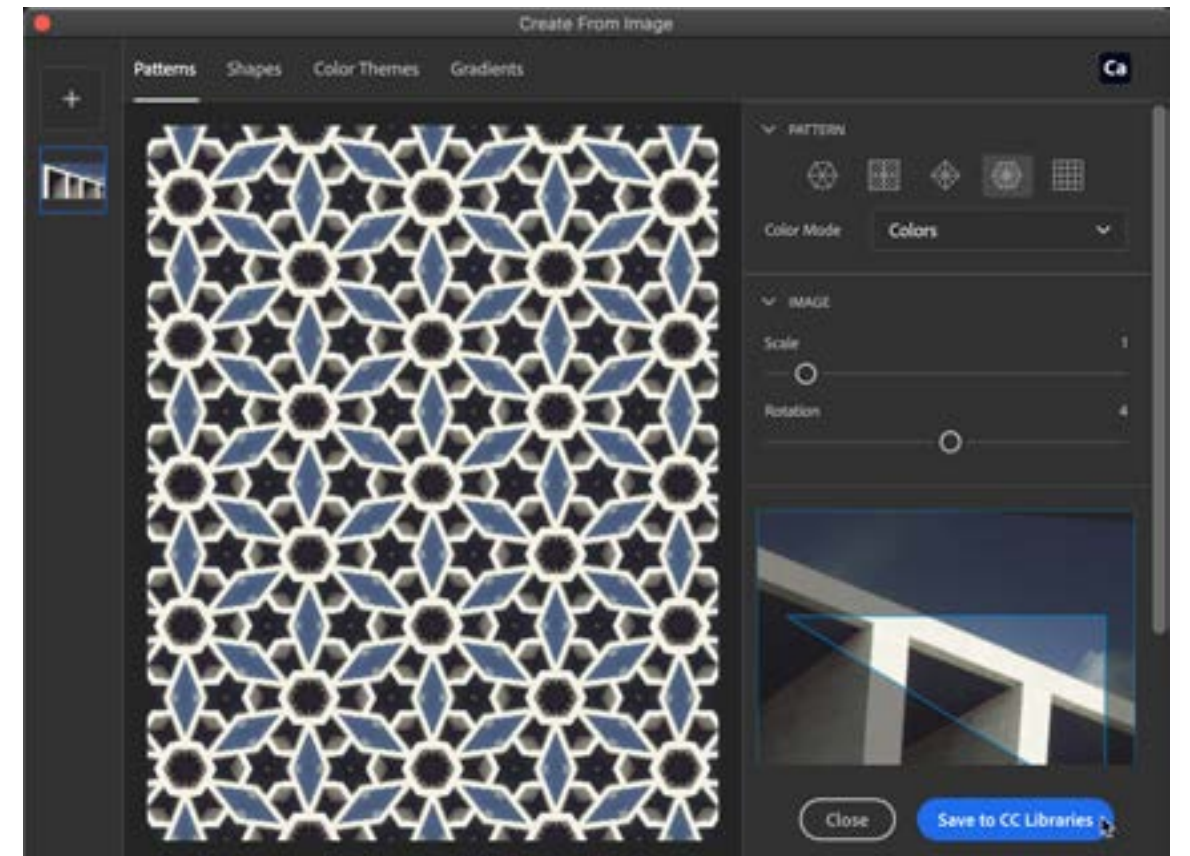 Create From Image
Patterns Shapes Color Themes Gradients
Ca
+
PATTERN
Color Mode Colors
IMAGE
Scale 1
Rotation 4
Close Save to CC Libraries